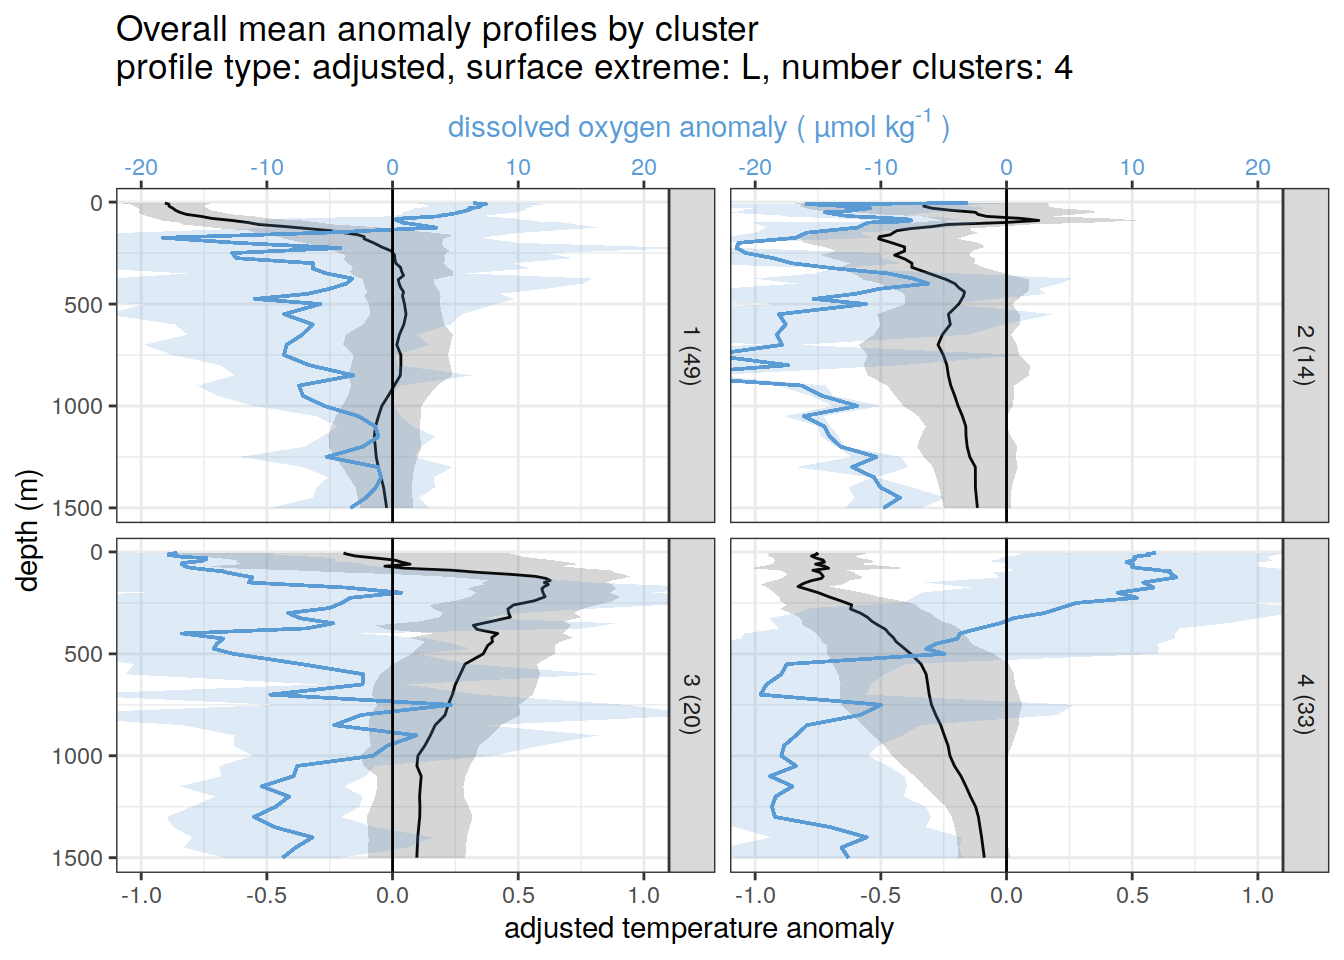 Overall mean anomaly profiles by cluster
profile type: adjusted, surface extreme: L, number clusters: 4
dissolved oxygen anomaly ( µmol kg⁻¹ )
-20 -10 0 10 20 -20 -10 0 10 20
0
500
1000
1500
1 (49)
2 (14)
depth (m)
0
500
1000
1500
3 (20)
4 (33)
-1.0 -0.5 0.0 0.5 1.0 -1.0 -0.5 0.0 0.5 1.0
adjusted temperature anomaly